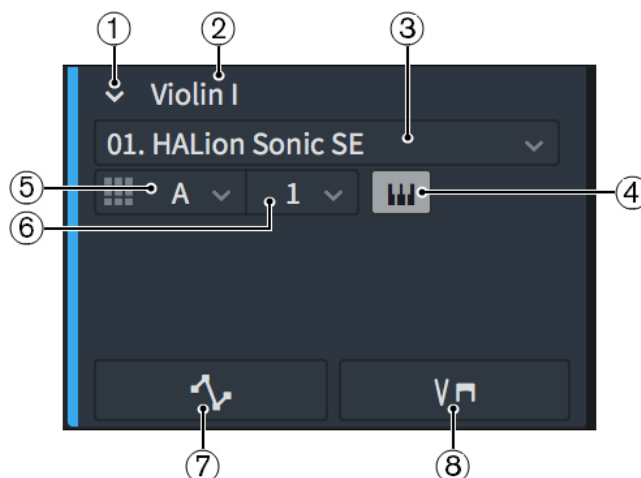 ① ② ③
Violin I
01. HALion Sonic SE
⑤ A 1 ④
⑥
⑦ ⑧